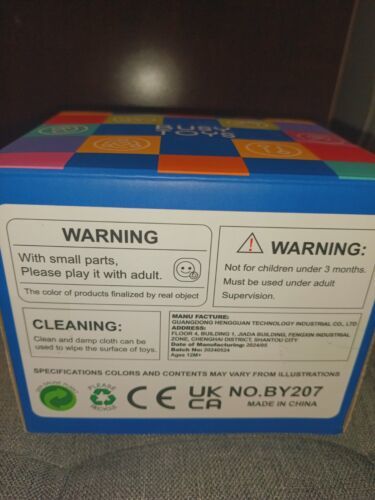 BUSY
TOYS
WARNING
With small parts,
Please play it with adult.
The color of products finalized by real object
WARNING:
Not for children under 3 months.
Must be used under adult
Supervision.
CLEANING:
Clean and damp cloth can be
used to wipe the surface of toys.
MANU FACTURE:
GUANGDONG HENGGUAN TECHNOLOGY INDUSTRIAL CO., LTD
ADDRESS:
FLOOR 4, BUILDING 1, JIADA BUILDING, FENGXIN INDUSTRIAL
ZONE, CHENGHAI DISTRICT, SHANTOU CITY
Date of Manufacturing: 2024/05
Batch No: 20240524
Ages 12M+
SPECIFICATIONS COLORS AND CONTENTS MAY VARY FROM ILLUSTRATIONS
PLEASE
RECYCLE
CE
UK
CA
NO.BY207
MADE IN CHINA